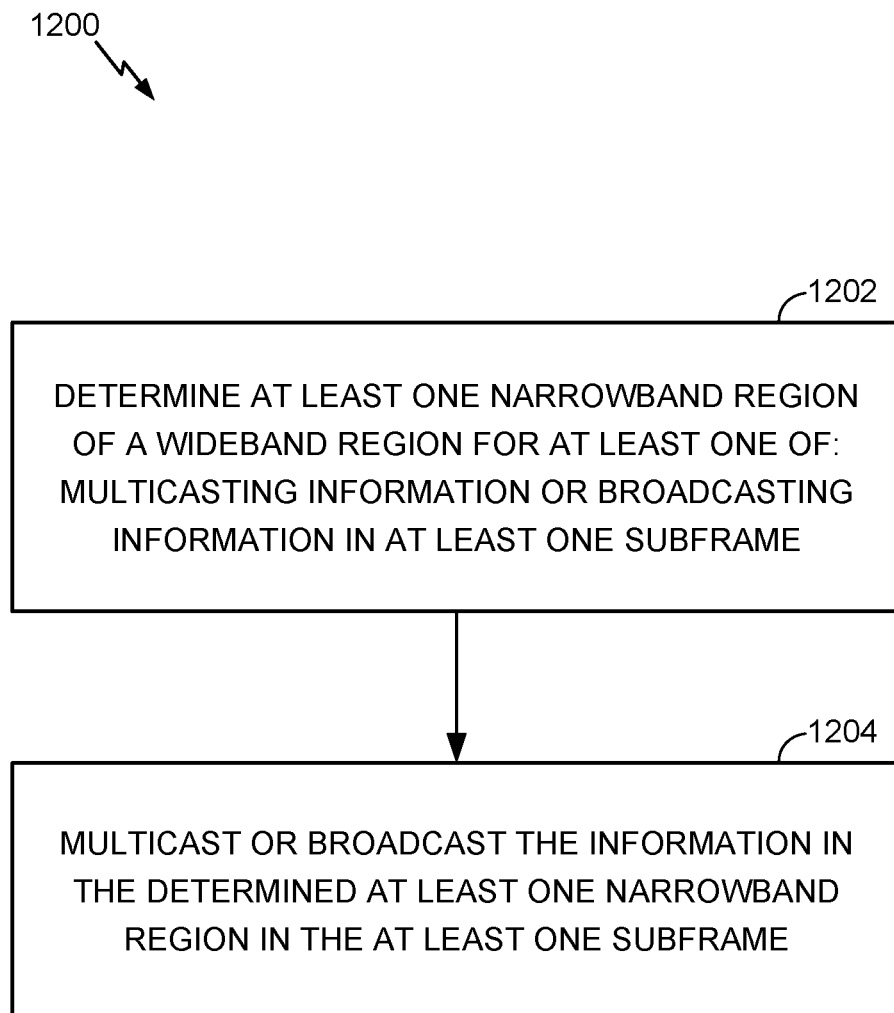 1200
1202
DETERMINE AT LEAST ONE NARROWBAND REGION
OF A WIDEBAND REGION FOR AT LEAST ONE OF:
MULTICASTING INFORMATION OR BROADCASTING
INFORMATION IN AT LEAST ONE SUBFRAME
1204
MULTICAST OR BROADCAST THE INFORMATION IN
THE DETERMINED AT LEAST ONE NARROWBAND
REGION IN THE AT LEAST ONE SUBFRAME